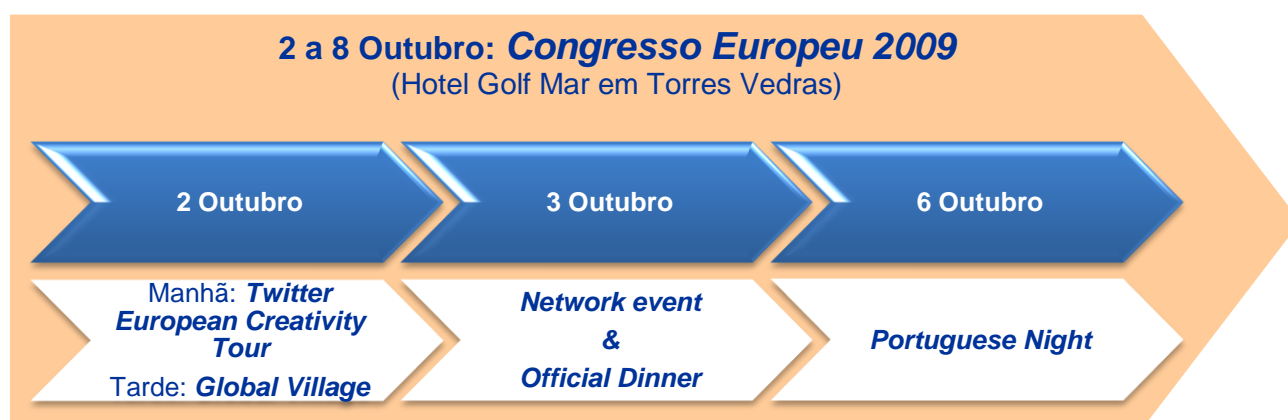 2 a 8 Outubro: Congresso Europeu 2009
(Hotel Golf Mar em Torres Vedras)
2 Outubro
3 Outubro
6 Outubro
Manhã: Twitter
European Creativity
Tour
Tarde: Global Village
Network event
&
Official Dinner
Portuguese Night